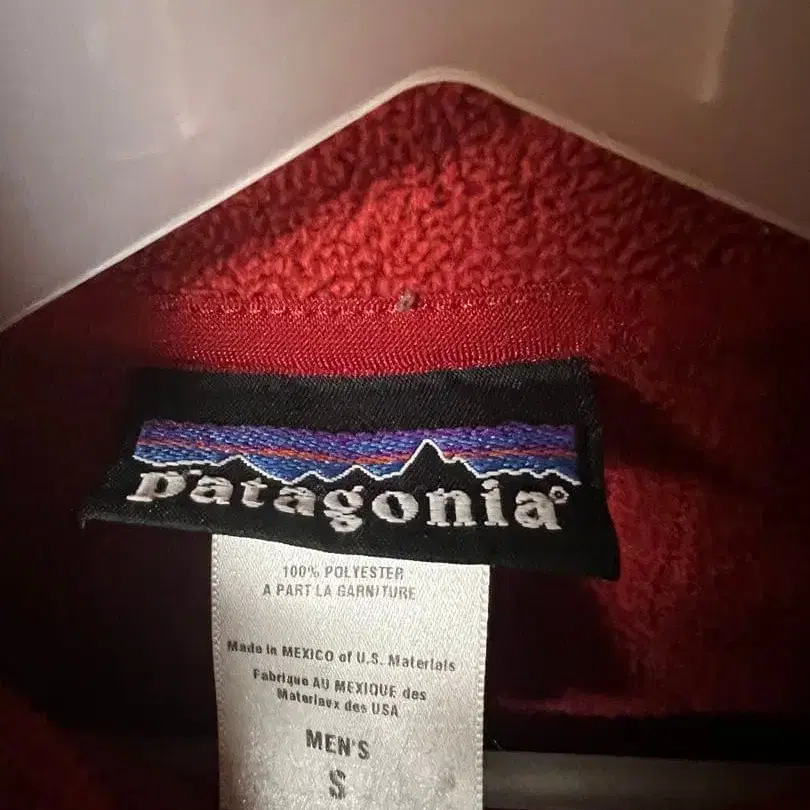 patagonia®
100% POLYESTER
A PART LA GARNITURE
Made in MEXICO of U.S. Materials
Fabrique AU MEXIQUE des
Materiaux des USA
MEN'S
S